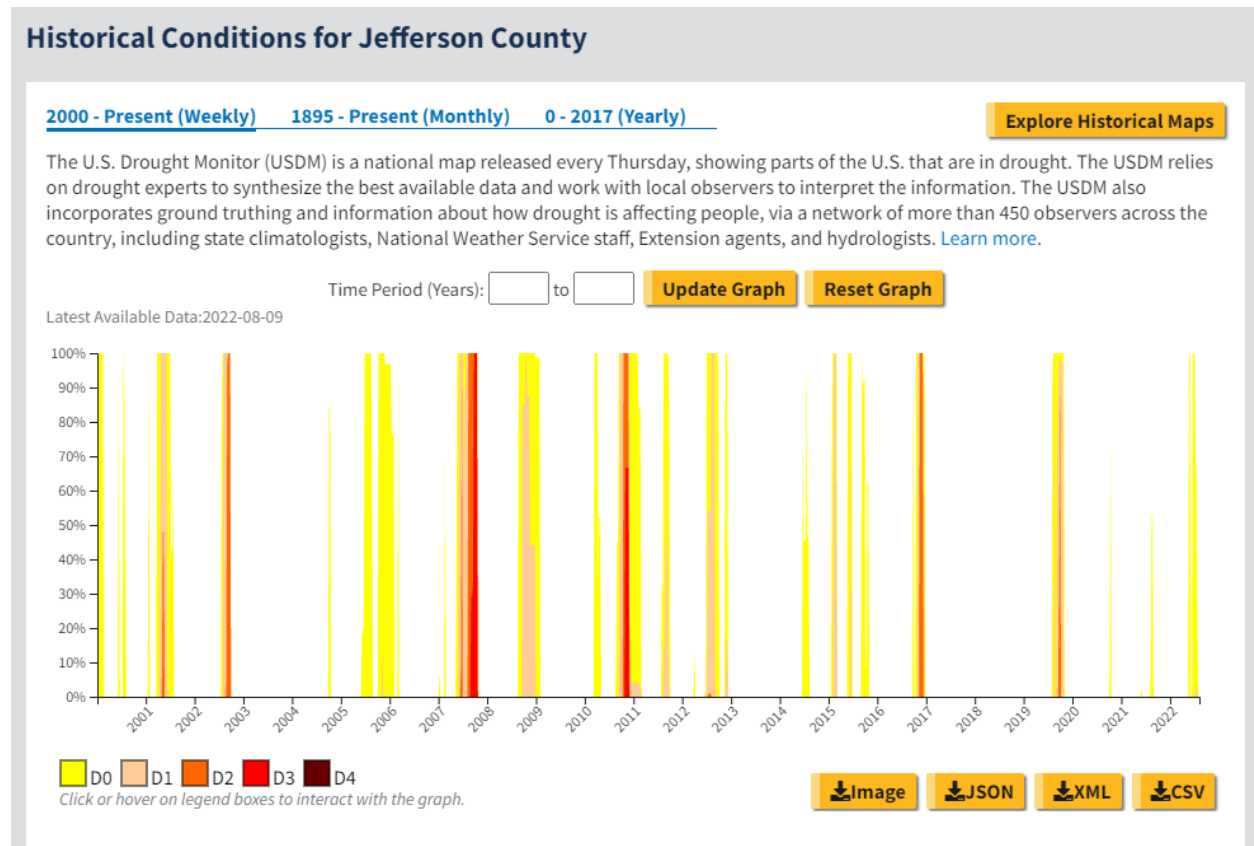 Historical Conditions for Jefferson County
2000 - Present (Weekly) 1895 - Present (Monthly) 0 - 2017 (Yearly)
Explore Historical Maps
The U.S. Drought Monitor (USDM) is a national map released every Thursday, showing parts of the U.S. that are in drought. The USDM relies
on drought experts to synthesize the best available data and work with local observers to interpret the information. The USDM also
incorporates ground truthing and information about how drought is affecting people, via a network of more than 450 observers across the
country, including state climatologists, National Weather Service staff, Extension agents, and hydrologists. Learn more.
Time Period (Years): to Update Graph Reset Graph
Latest Available Data:2022-08-09
100%
90%
80%
70%
60%
50%
40%
30%
20%
10%
0%
2001 2002 2003 2004 2005 2006 2007 2008 2009 2010 2011 2012 2013 2014 2015 2016 2017 2018 2019 2020 2021 2022
D0 D1 D2 D3 D4
Click or hover on legend boxes to interact with the graph.
Image JSON XML CSV